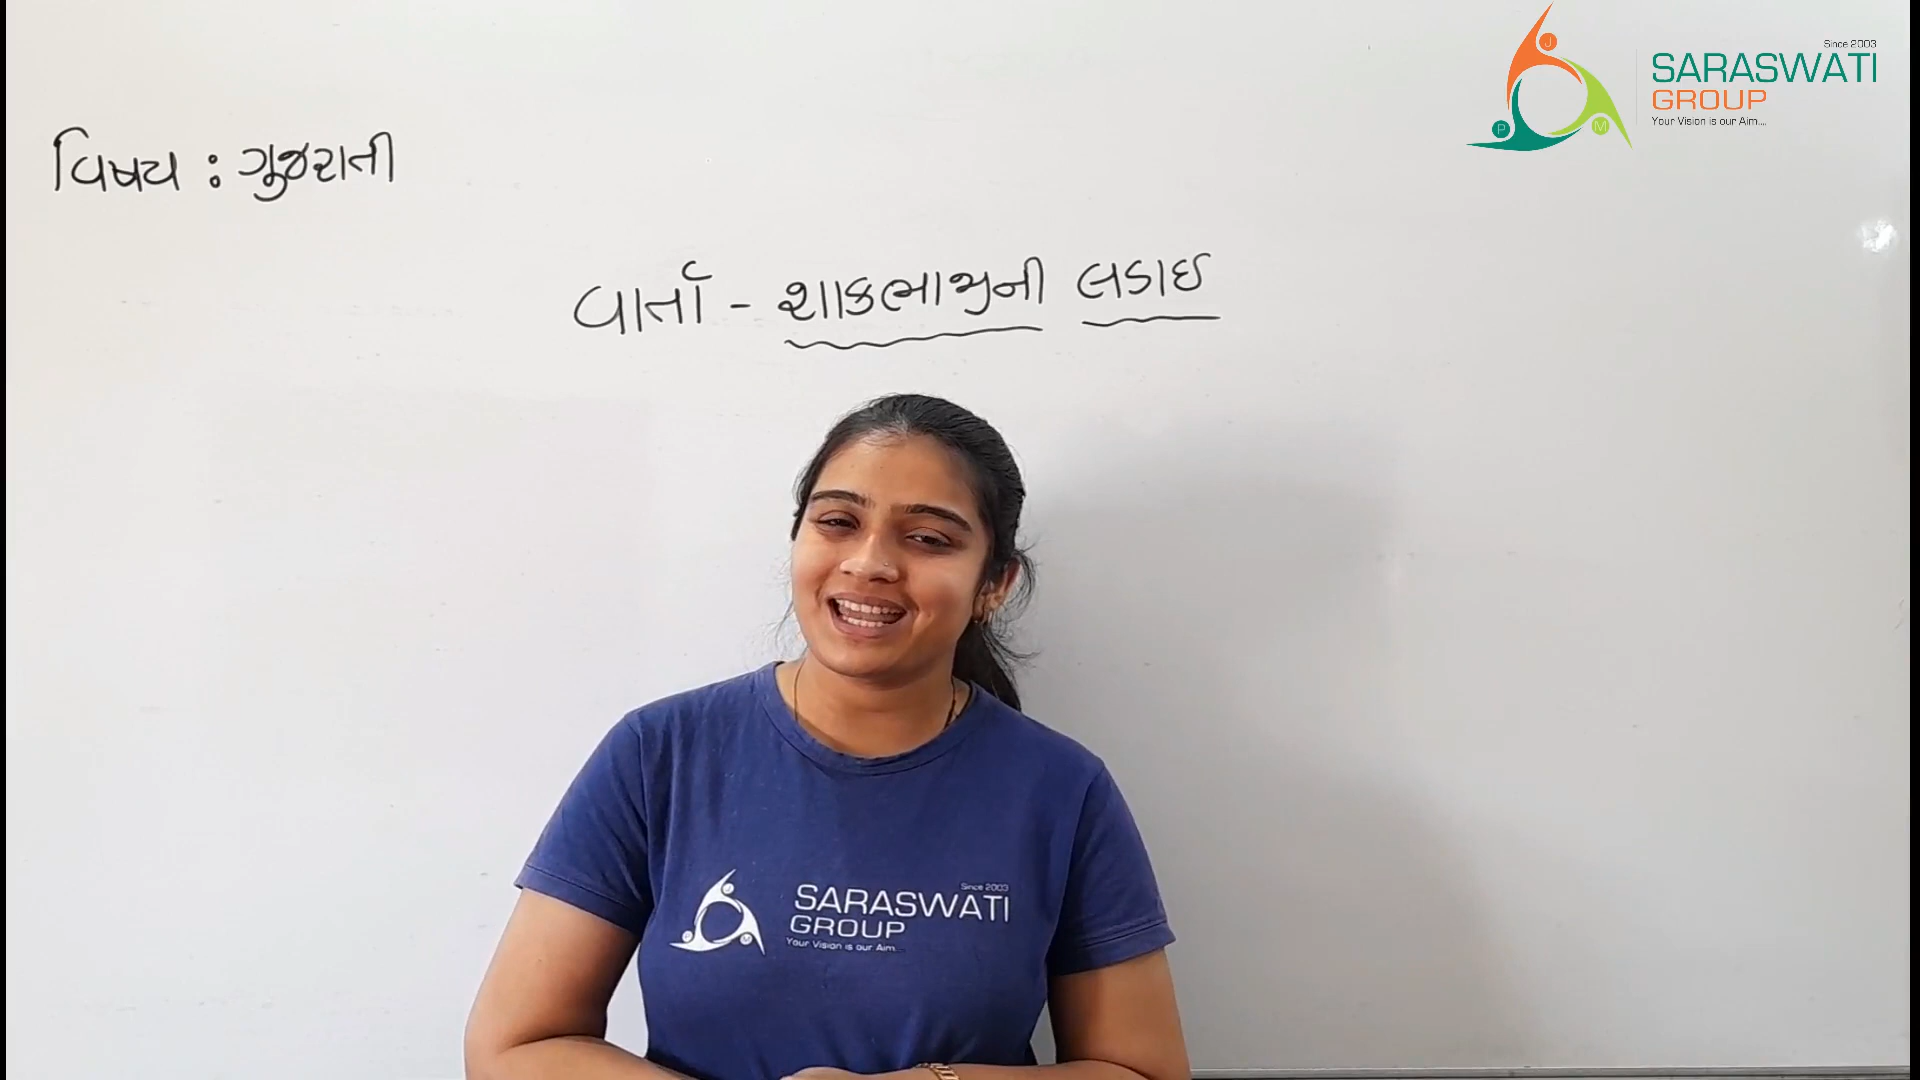 Since 2003
SARASWATI
GROUP
Your Vision is our Aim....
J
P
M
વિષય : ગુજરાતી
વાર્તા - શાકભાજીની લડાઈ
Since 2003
SARASWATI
GROUP
Your Vision is our Aim....